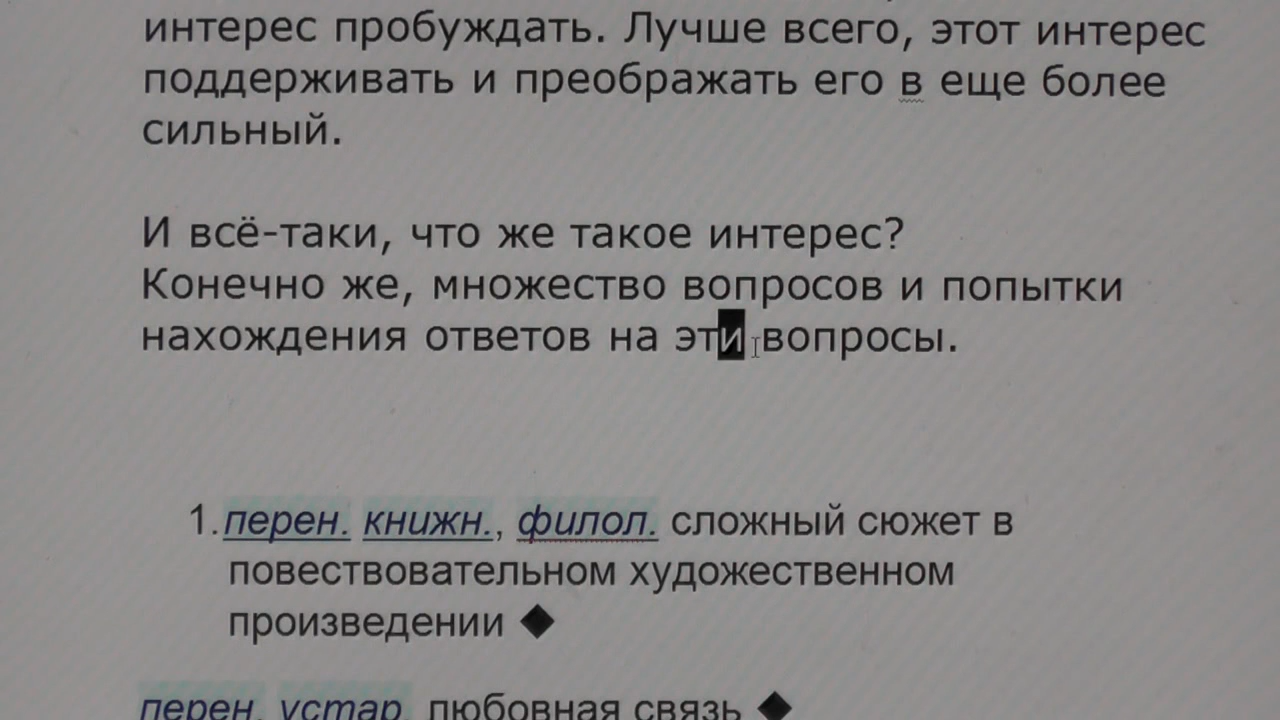 интерес пробуждать. Лучше всего, этот интерес
поддерживать и преображать его в еще более
сильный.
И всё-таки, что же такое интерес?
Конечно же, множество вопросов и попытки
нахождения ответов на эти вопросы.
1.перен. книжн., филол. сложный сюжет в
повествовательном художественном
произведении ◆
перен. устар. любовная связь ◆